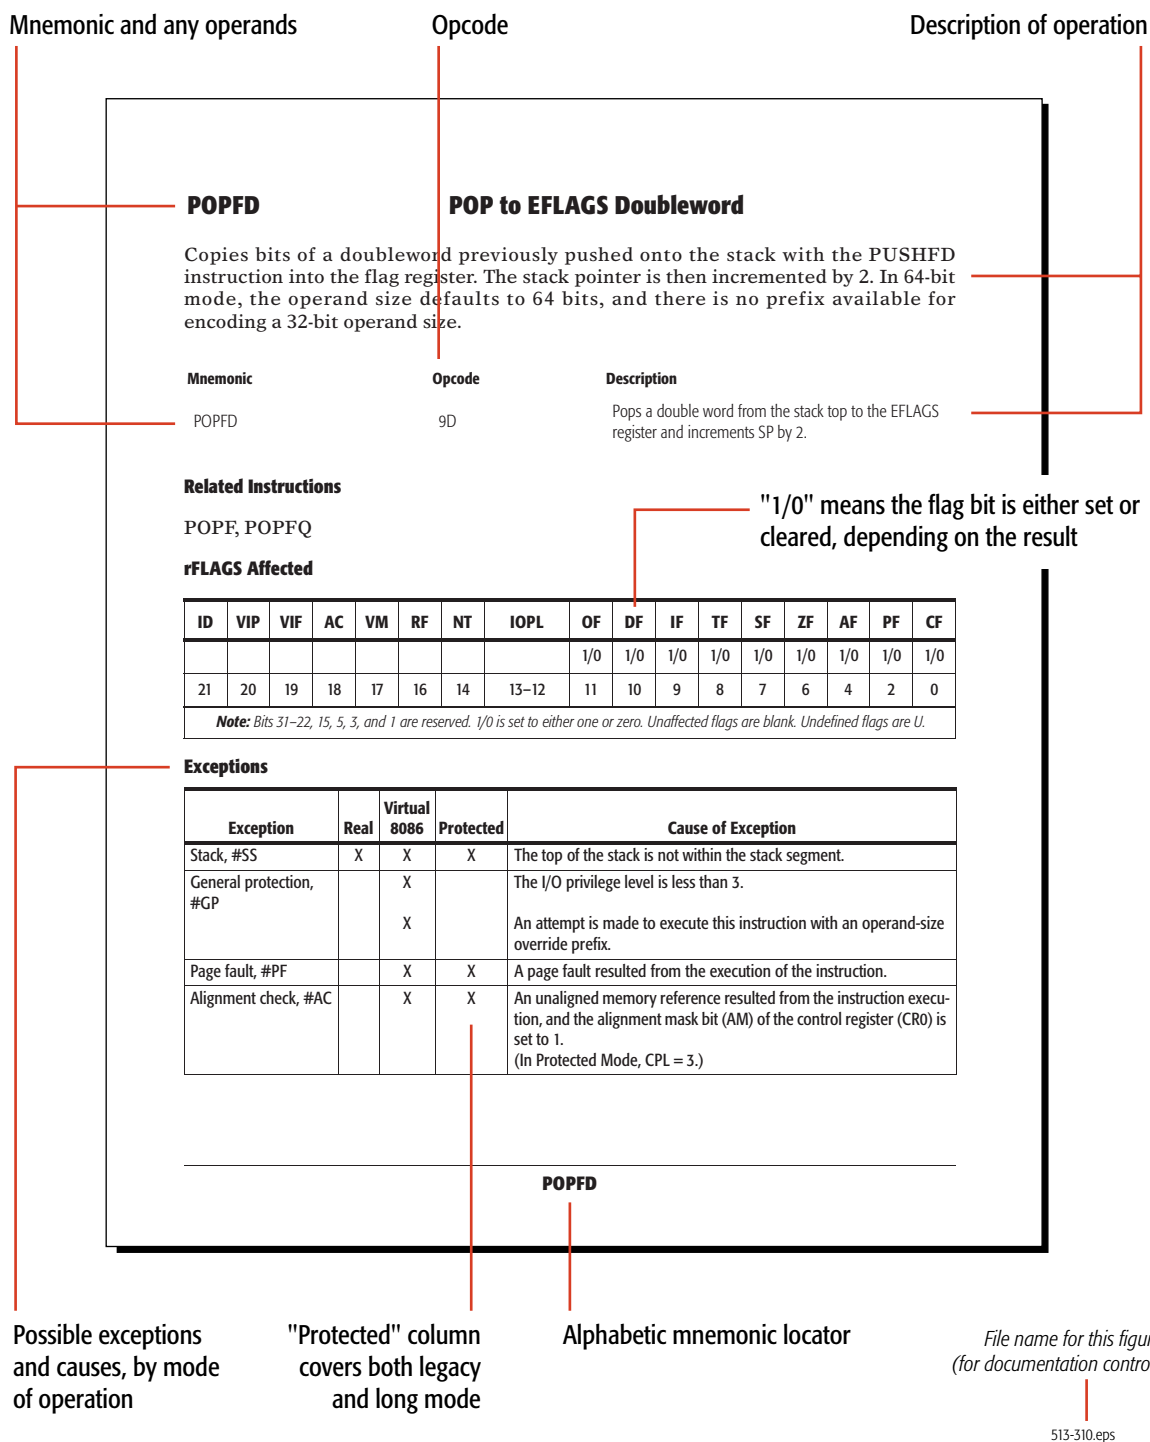 Mnemonic and any operands
Opcode
Description of operation
POPFD
POP to EFLAGS Doubleword
Copies bits of a doubleword previously pushed onto the stack with the PUSHFD
instruction into the flag register. The stack pointer is then incremented by 2. In 64-bit
mode, the operand size defaults to 64 bits, and there is no prefix available for
encoding a 32-bit operand size.
Mnemonic Opcode Description
POPFD 9D Pops a double word from the stack top to the EFLAGS
register and increments SP by 2.
Related Instructions
"1/0" means the flag bit is either set or
cleared, depending on the result
POPF, POPFQ
rFLAGS Affected
ID VIP VIF AC VM RF NT IOPL OF DF IF TF SF ZF AF PF CF
1/0 1/0 1/0 1/0 1/0 1/0 1/0 1/0 1/0
21 20 19 18 17 16 14 13–12 11 10 9 8 7 6 4 2 0
Note: Bits 31–22, 15, 5, 3, and 1 are reserved. 1/0 is set to either one or zero. Unaffected flags are blank. Undefined flags are U.
Exceptions
Exception Real Virtual 8086 Protected Cause of Exception
Stack, #SS X X X The top of the stack is not within the stack segment.
General protection, #GP X The I/O privilege level is less than 3.
X An attempt is made to execute this instruction with an operand-size
override prefix.
Page fault, #PF X X A page fault resulted from the execution of the instruction.
Alignment check, #AC X X An unaligned memory reference resulted from the instruction execu-
tion, and the alignment mask bit (AM) of the control register (CR0) is
set to 1.
(In Protected Mode, CPL = 3.)
POPFD
Possible exceptions
and causes, by mode
of operation
"Protected" column
covers both legacy
and long mode
Alphabetic mnemonic locator
File name for this figu
(for documentation contro
513-310.eps